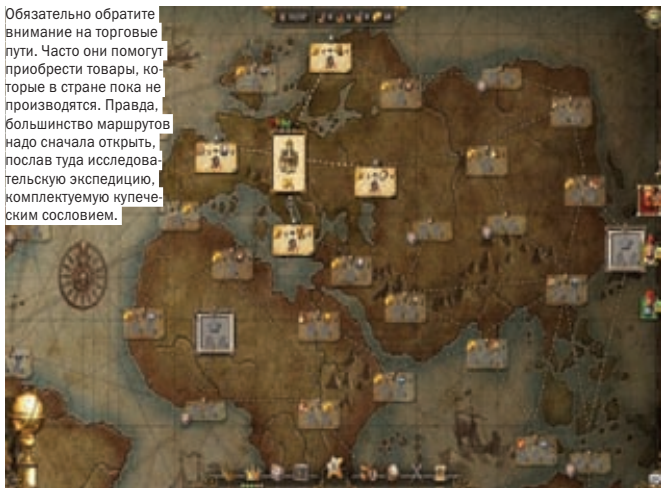 Обязательно обратите
внимание на торговые
пути. Часто они помогут
приобрести товары, ко-
торые в стране пока не
производятся. Правда,
большинство маршрутов
надо сначала открыть,
послав туда исследова-
тельскую экспедицию,
комплектуемую купече-
ским сословием.